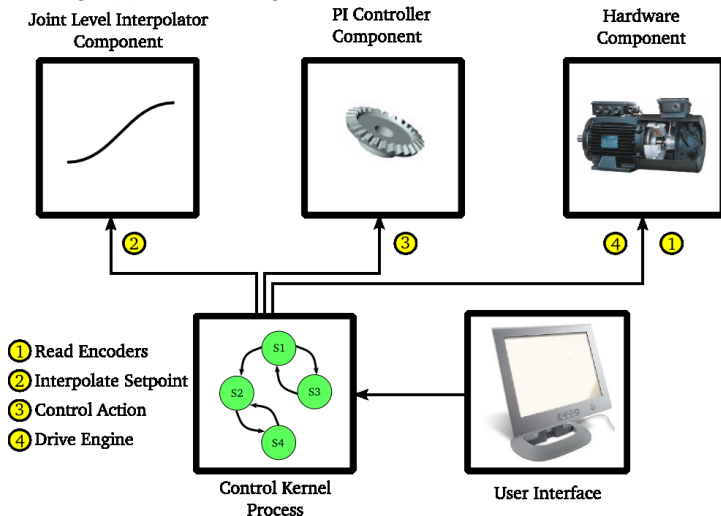 Joint Level Interpolator
Component
PI Controller
Component
Hardware
Component
2
3
4
1
1 Read Encoders
2 Interpolate Setpoint
3 Control Action
4 Drive Engine
S1
S2
S3
S4
Control Kernel
Process
User Interface